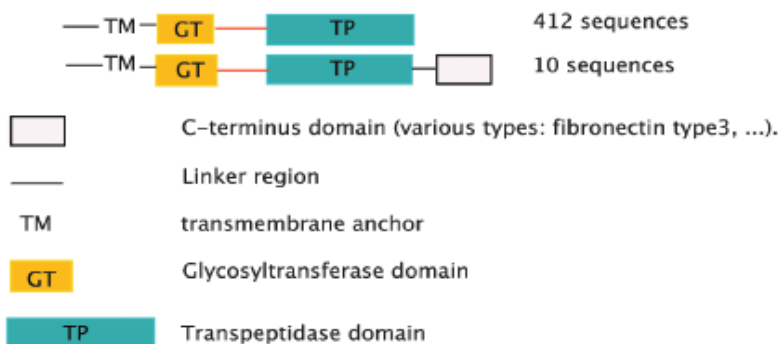 TM GT TP 412 sequences
TM GT TP 10 sequences
C-terminus domain (various types: fibronectin type3, ...).
Linker region
TM transmembrane anchor
GT Glycosyltransferase domain
TP Transpeptidase domain